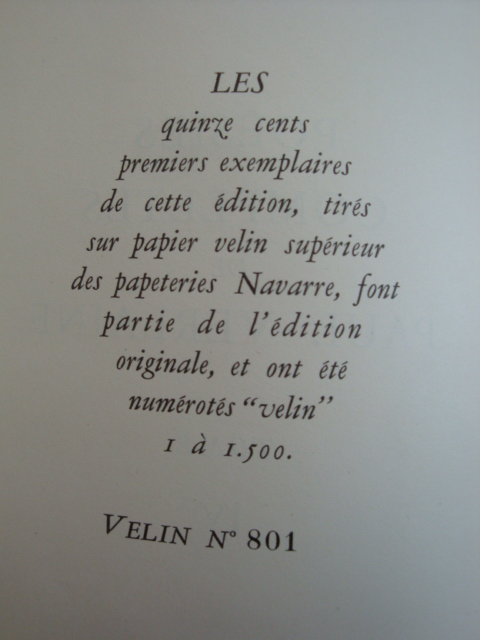 LES
quinze cents
premiers exemplaires
de cette édition, tirés
sur papier velin supérieur
des papeteries Navarre, font
partie de l'édition
originale, et ont été
numérotés "velin"
1 à 1.500.
VELIN Nº 801